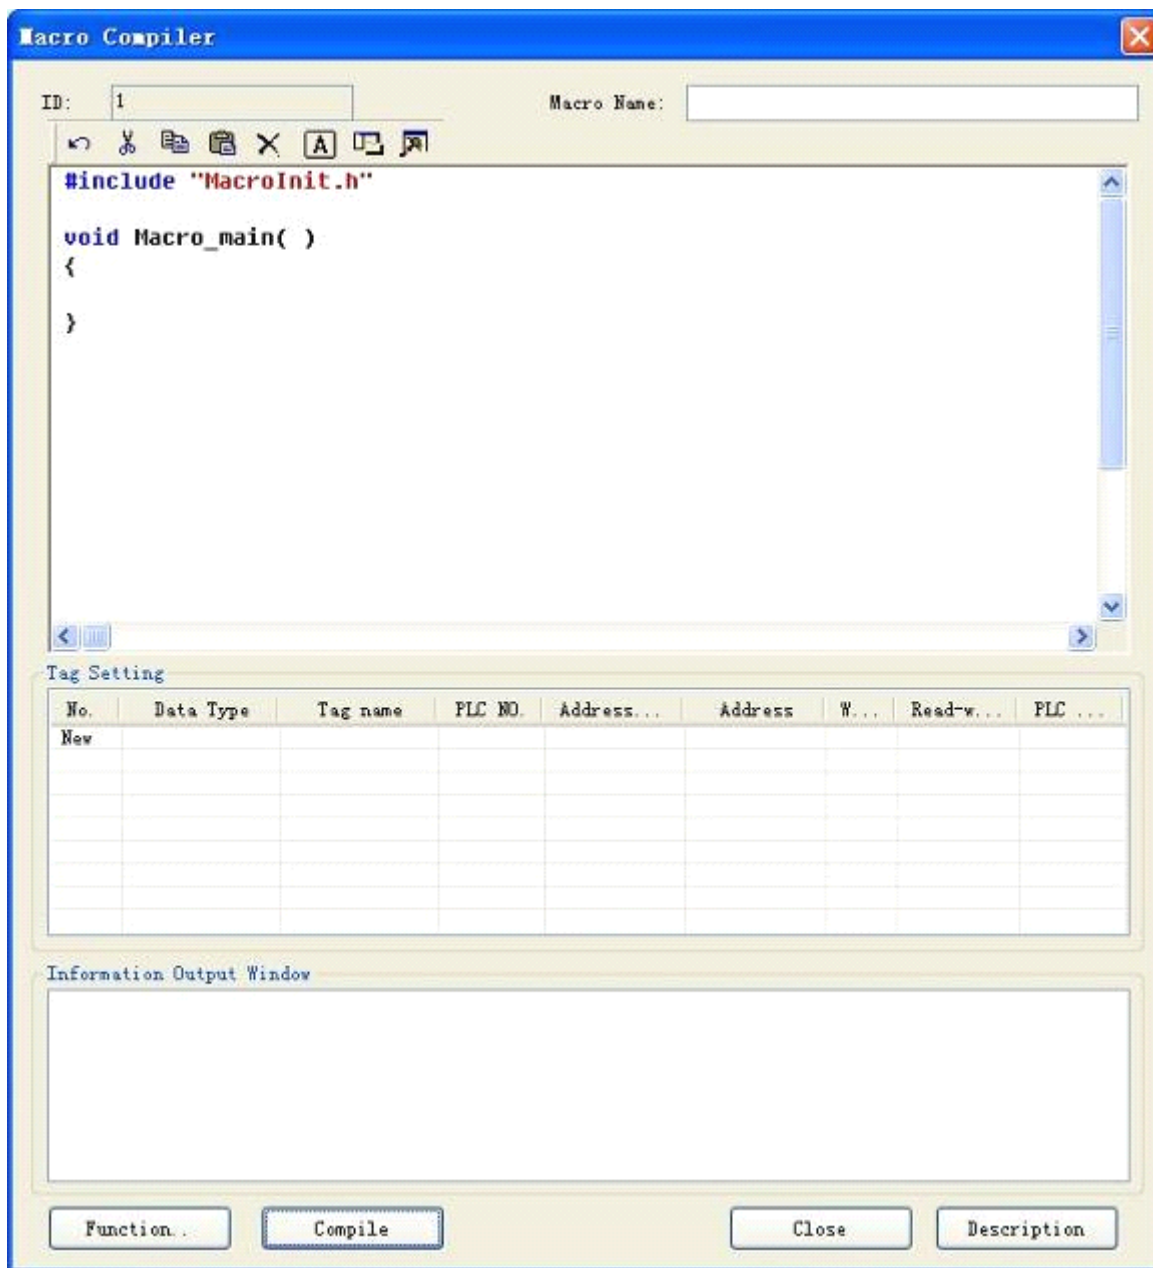 Macro Compiler
ID: 1 Macro Name:
A
#include "MacroInit.h"
void Macro_main( )
{
}
Tag Setting
No. Data Type Tag name PLC NO. Address... Address W... Read-w... PLC ...
New
Information Output Window
Function.. Compile Close Description